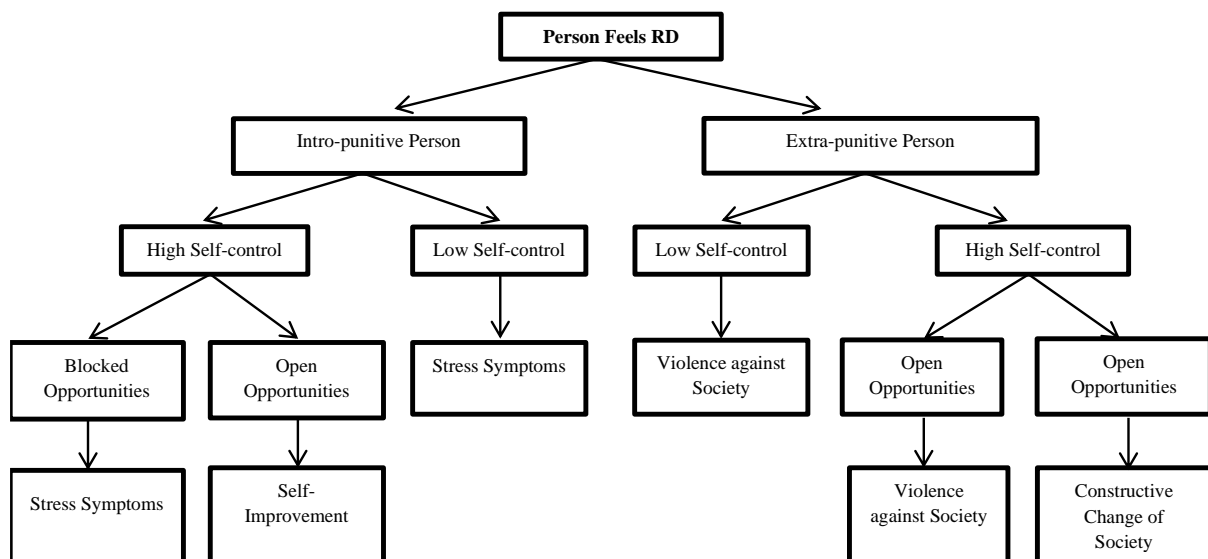 Person Feels RD
Intro-punitive Person
Extra-punitive Person
High Self-control
Low Self-control
Low Self-control
High Self-control
Blocked
Opportunities
Open
Opportunities
Stress Symptoms
Violence against
Society
Open
Opportunities
Open
Opportunities
Stress Symptoms
Self-
Improvement
Violence
against Society
Constructive
Change of
Society